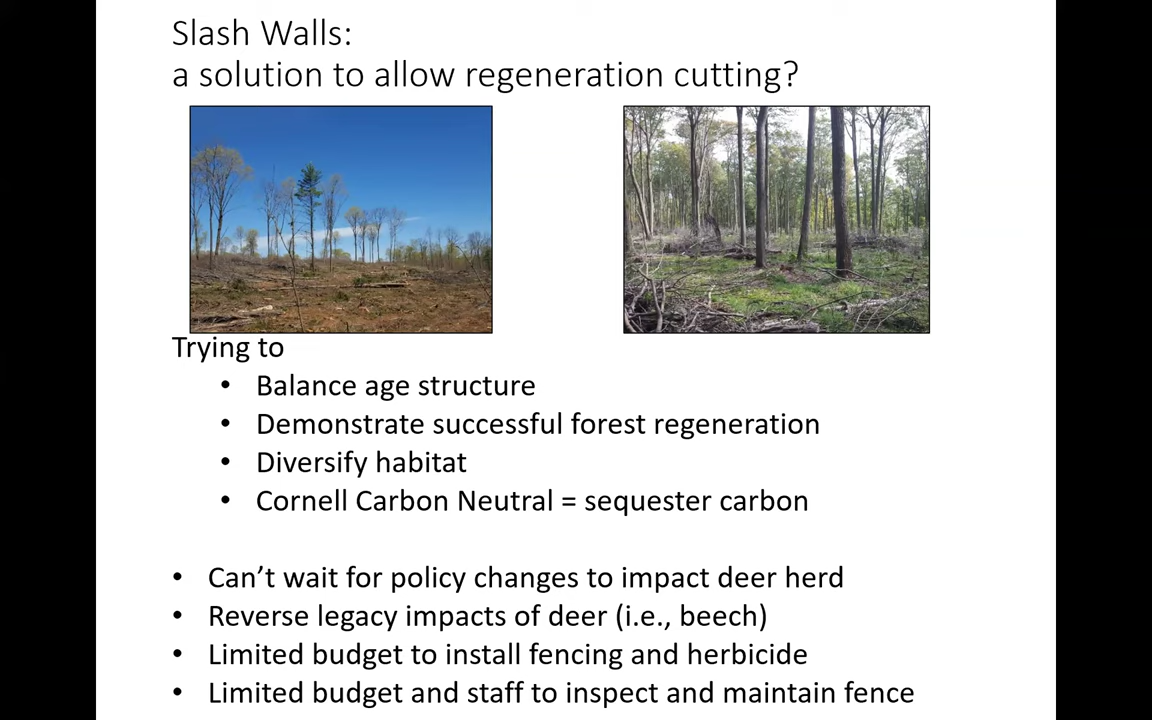 Slash Walls:
a solution to allow regeneration cutting?
Trying to
• Balance age structure
• Demonstrate successful forest regeneration
• Diversify habitat
• Cornell Carbon Neutral = sequester carbon
• Can’t wait for policy changes to impact deer herd
• Reverse legacy impacts of deer (i.e., beech)
• Limited budget to install fencing and herbicide
• Limited budget and staff to inspect and maintain fence